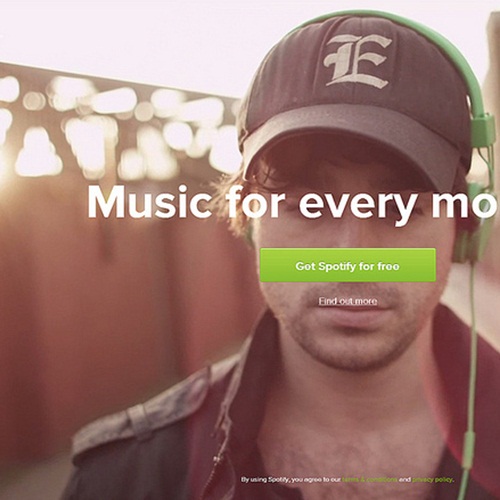 E
Music for every mo
Get Spotify for free
Find out more
By using Spotify, you agree to our terms & conditions and privacy policy.